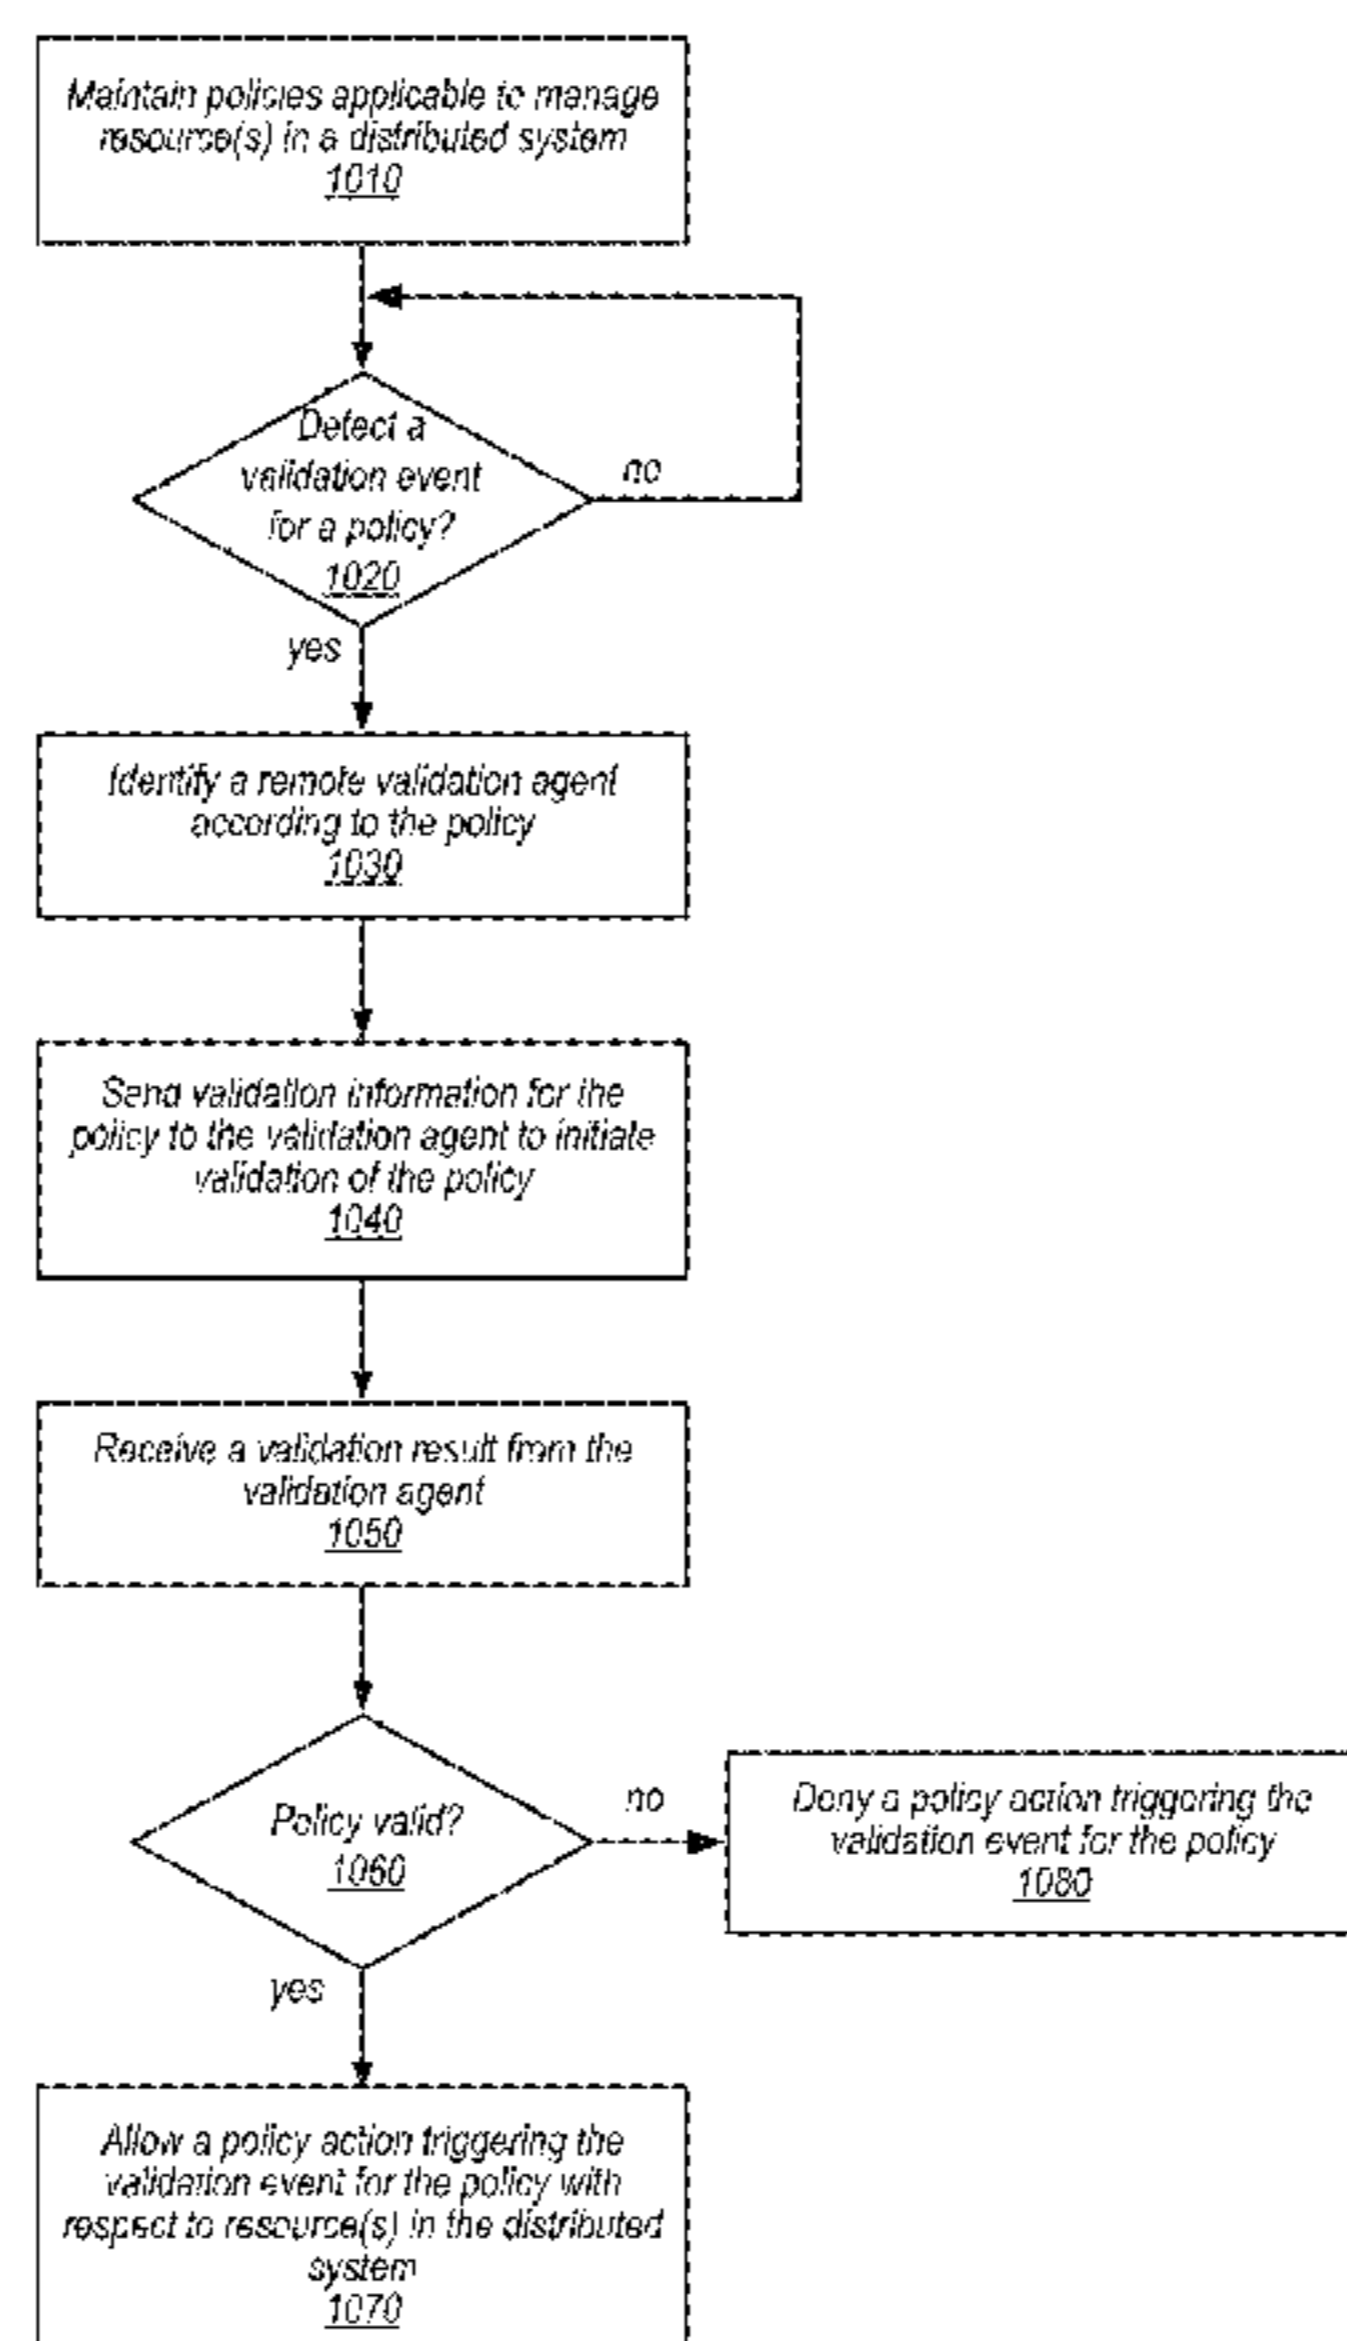 Maintain policies applicable to manage
resource(s) in a distributed system
1010
Detect a
validation event
for a policy?
1020
no
yes
Identify a remote validation agent
according to the policy
1030
Send validation information for the
policy to the validation agent to initiate
validation of the policy
1040
Receive a validation result from the
validation agent
1050
Policy valid?
1060
no
Deny a policy action triggering the
validation event for the policy
1080
yes
Allow a policy action triggering the
validation event for the policy with
respect to resource(s) in the distributed
system
1070